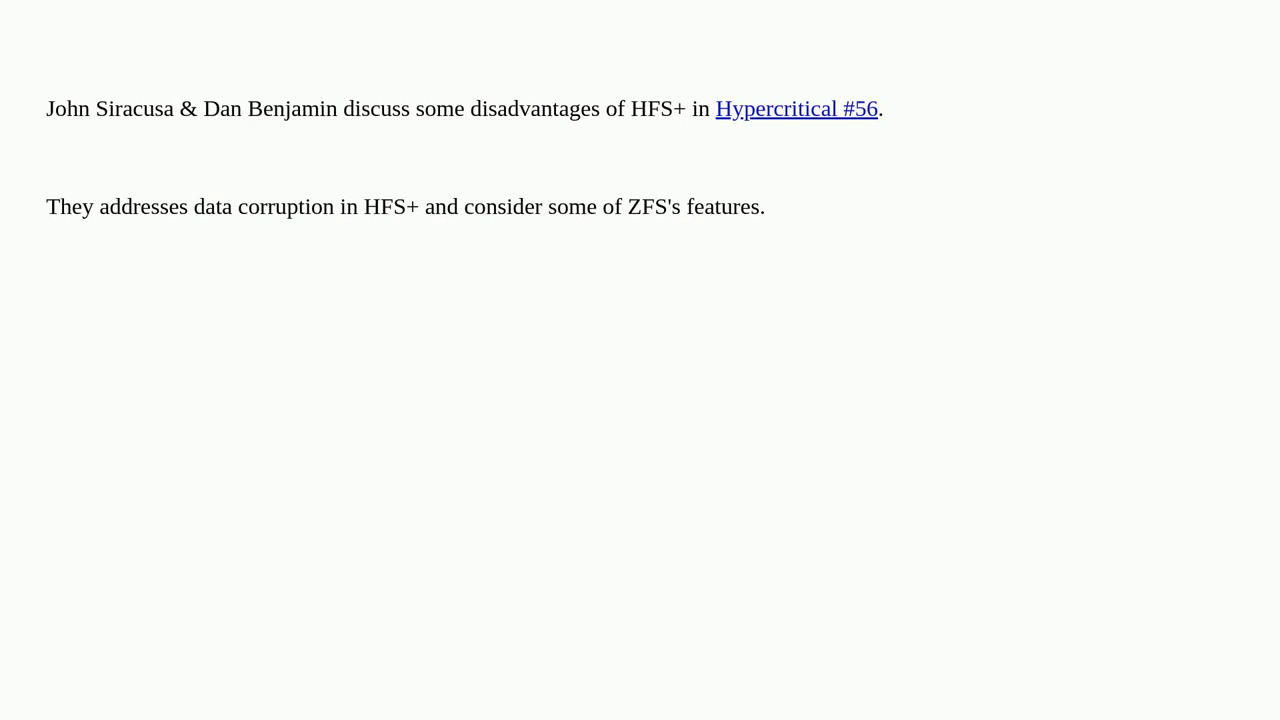 John Siracusa & Dan Benjamin discuss some disadvantages of HFS+ in Hypercritical #56.
They addresses data corruption in HFS+ and consider some of ZFS's features.